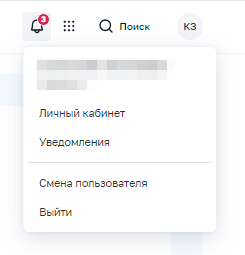 3
Поиск
КЗ
Личный кабинет
Уведомления
Смена пользователя
Выйти